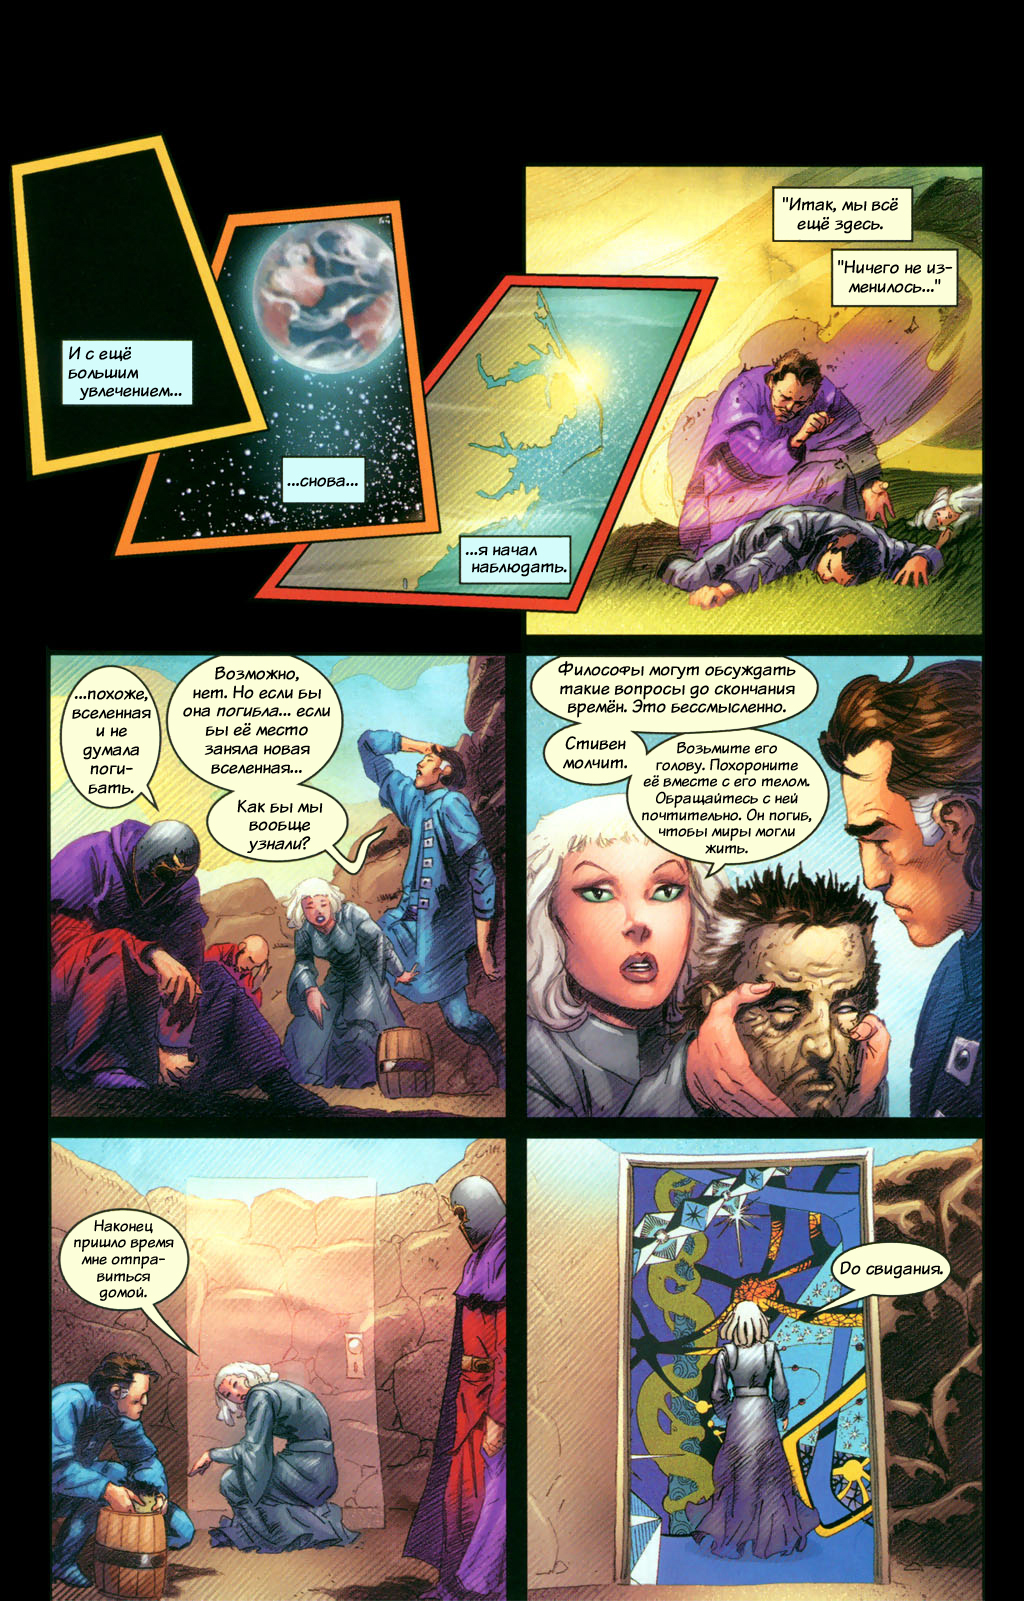 И с ещё
большим
увлечением...
...снова...
...я начал
наблюдать.
"Итак, мы всё
ещё здесь.
"Ничего не из-
менилось..."
...похоже,
вселенная
и не
думала
поги-
бать.
Возможно,
нет. Но если бы
она погибла... если
бы её место
заняла новая
вселенная...
Как бы мы
вообще
узнали?
Философы могут обсуждать
такие вопросы до скончания
времён. Это бессмысленно.
Стивен
молчит.
Возьмите его
голову. Похороните
её вместе с его телом.
Обращайтесь с ней
почтительно. Он погиб,
чтобы миры могли
жить.
Наконец
пришло время
мне отпра-
виться
домой.
До свидания.